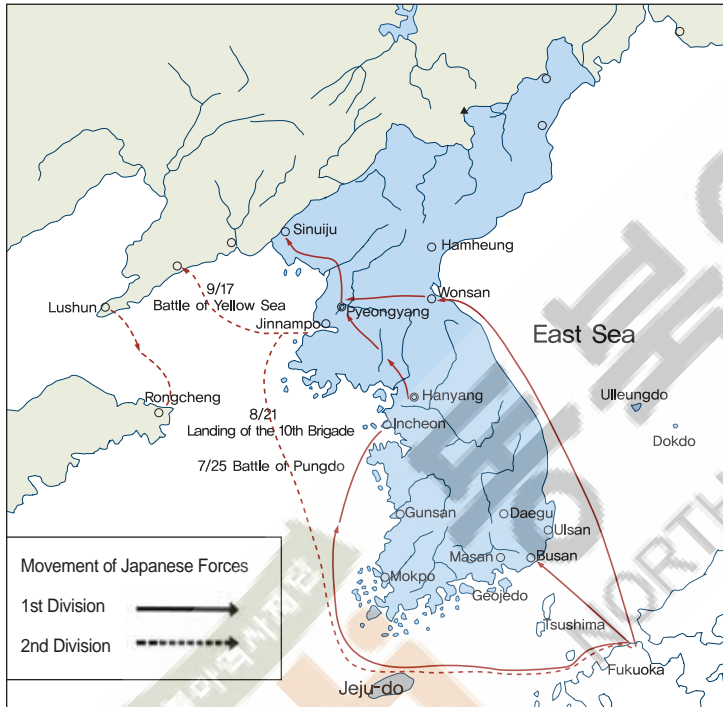 Sinuiju
Hamheung
9/17
Battle of Yellow Sea
Lushun
Wonsan
Pyeongyang
Jinnampo
East Sea
Rongcheng
Hanyang
Ulleungdo
8/21
Landing of the 10th Brigade
Incheon
Dokdo
7/25 Battle of Pungdo
Gunsan
Daegu
Ulsan
Masan
Busan
Mokpo
Geojedo
Tsushima
Fukuoka
Jeju-do
Movement of Japanese Forces
1st Division
2nd Division
NORTH